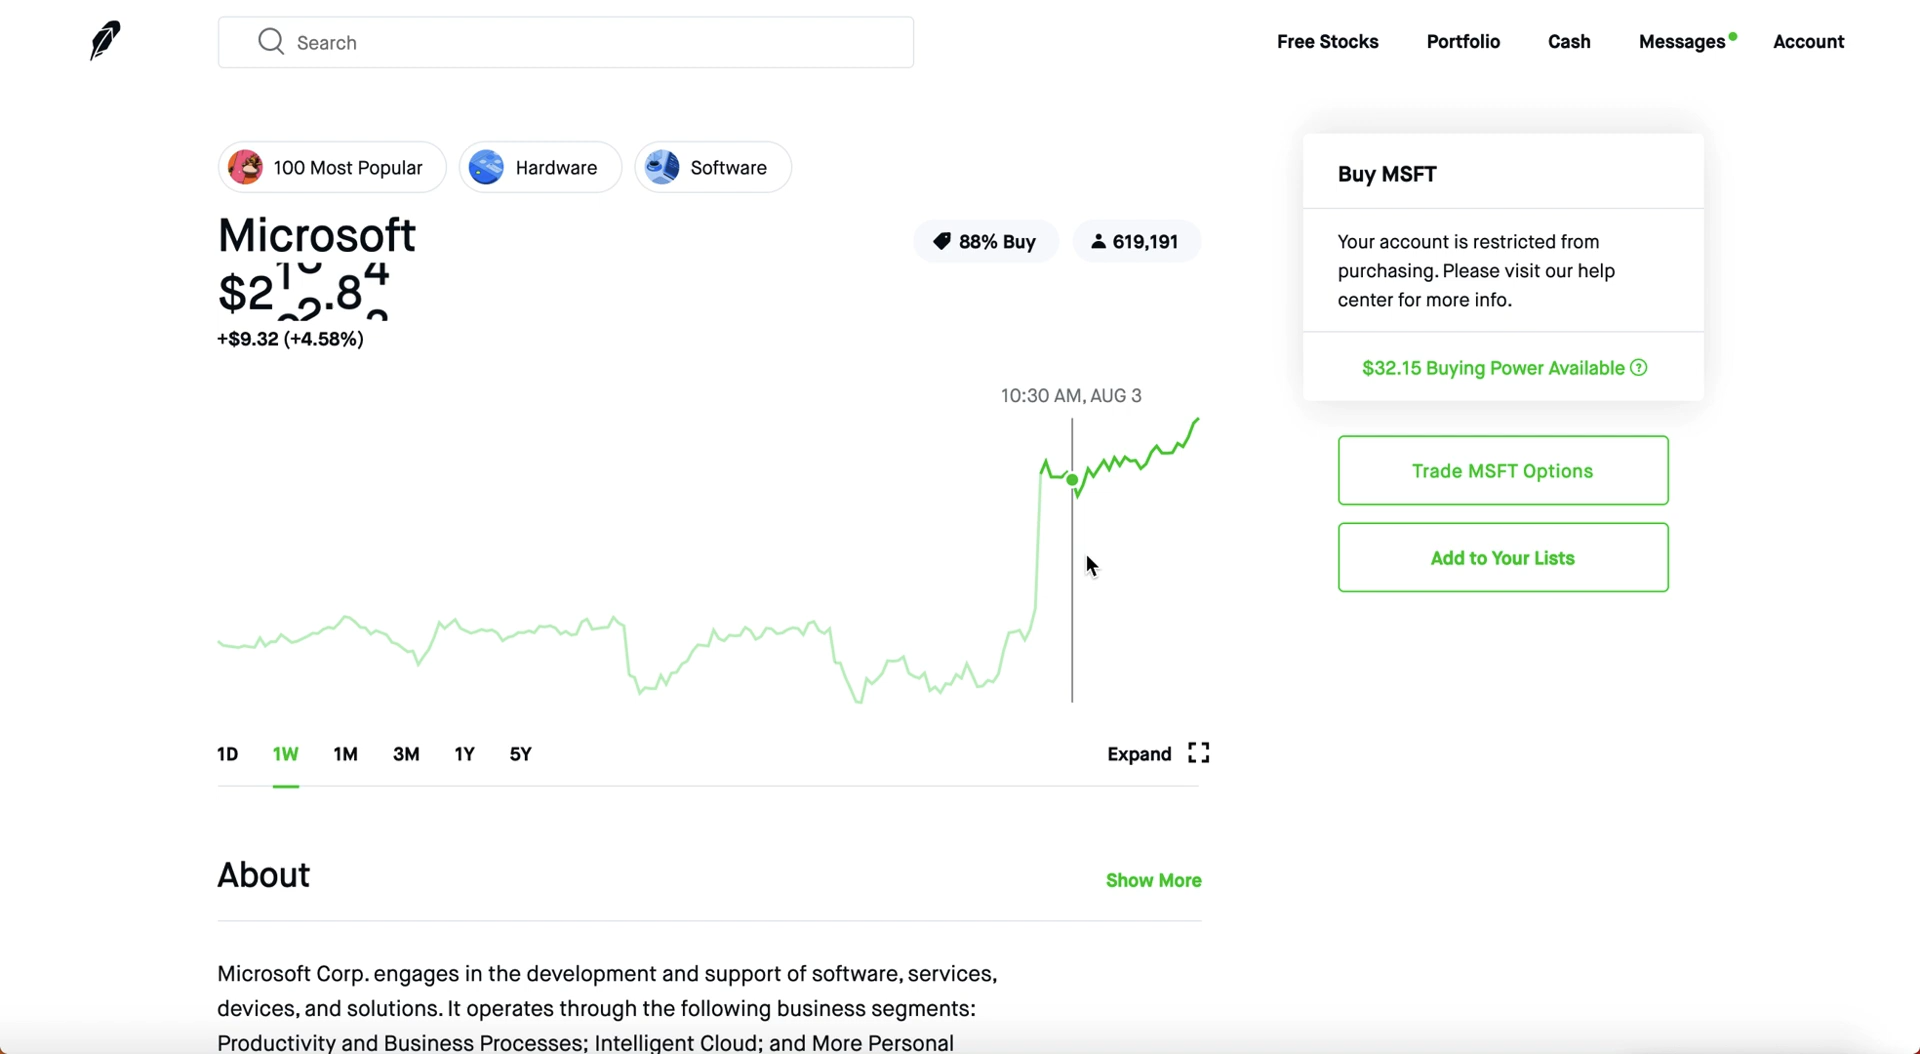 Search
Free Stocks
Portfolio
Cash
Messages
Account
100 Most Popular
Hardware
Software
Microsoft
88% Buy
619,191
+$9.32 (+4.58%)
10:30 AM, AUG 3
1D
1W
1M
3M
1Y
5Y
Expand
Buy MSFT
Your account is restricted from
purchasing. Please visit our help
center for more info.
$32.15 Buying Power Available ?
Trade MSFT Options
Add to Your Lists
About
Show More
Microsoft Corp. engages in the development and support of software, services,
devices, and solutions. It operates through the following business segments:
Productivity and Business Processes; Intelligent Cloud; and More Personal